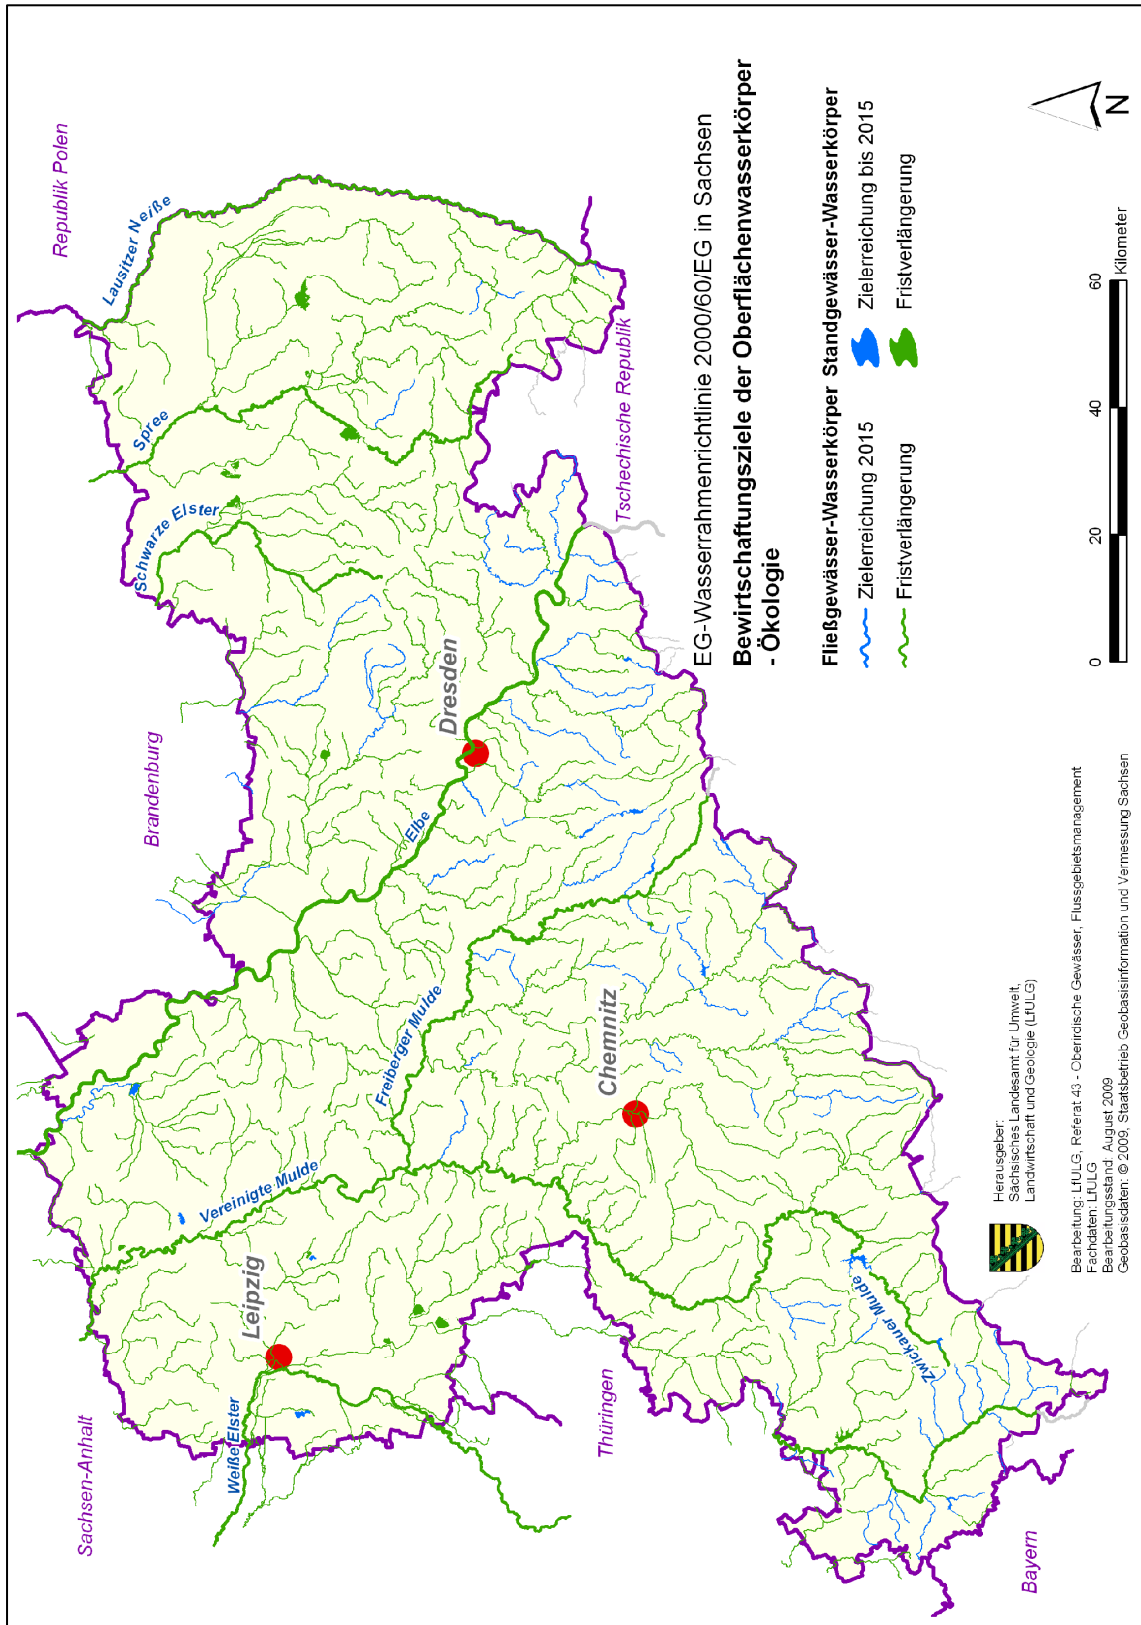 Republik Polen
Lausitzer Neiße
Spree
Schwarze Elster
Brandenburg
Tschechische Republik
Dresden
Elbe
Freiberger Mulde
Chemnitz
Vereinigte Mulde
Leipzig
Weiße Elster
Sachsen-Anhalt
Thüringen
Zwickauer Mulde
Bayern
EG-Wasserrahmenrichtlinie 2000/60/EG in Sachsen
Bewirtschaftungsziele der Oberflächenwasserkörper
- Ökologie
Fließgewässer-Wasserkörper Standgewässer-Wasserkörper
Zielerreichung 2015 Zielerreichung bis 2015
Fristverlängerung Fristverlängerung
0 20 40 60
Kilometer
N
Herausgeber:
Sächsisches Landesamt für Umwelt,
Landwirtschaft und Geologie (LfULG)
Bearbeitung: LfULG, Referat 43 - Oberirdische Gewässer, Flussgebietsmanagement
Fachdaten: LfULG
Bearbeitungsstand: August 2009
Geobasisdaten: © 2009, Staatsbetrieb Geobasisinformation und Vermessung Sachsen